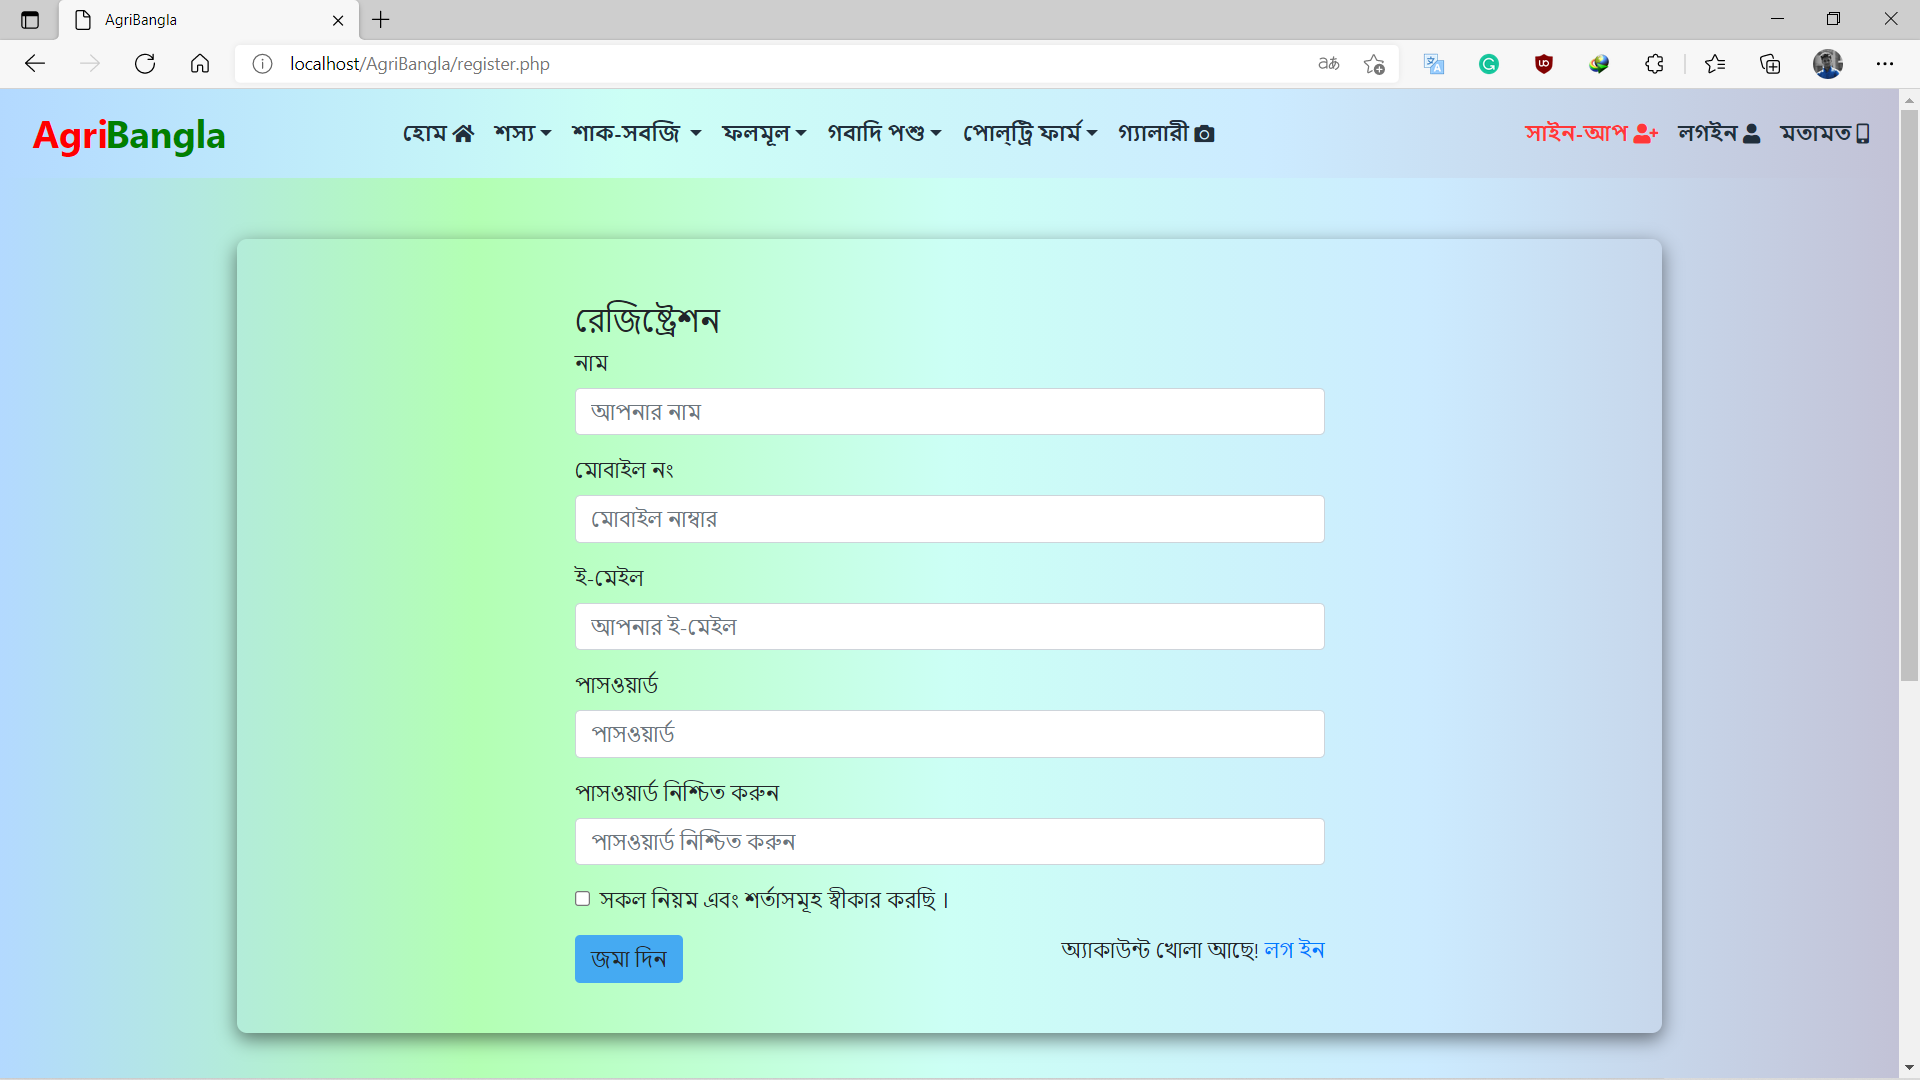 AgriBangla
localhost/AgriBangla/register.php
AgriBangla
হোম শস্য শাক-সবজি ফলমূল গবাদি পশু পোল্ট্রি ফার্ম গ্যালারী সাইন-আপ লগইন মতামত
রেজিষ্ট্রেশন
নাম
আপনার নাম
মোবাইল নং
মোবাইল নাম্বার
ই-মেইল
আপনার ই-মেইল
পাসওয়ার্ড
পাসওয়ার্ড
পাসওয়ার্ড নিশ্চিত করুন
পাসওয়ার্ড নিশ্চিত করুন
সকল নিয়ম এবং শর্তাসমূহ স্বীকার করছি ।
জমা দিন অ্যাকাউন্ট খোলা আছে! লগ ইন